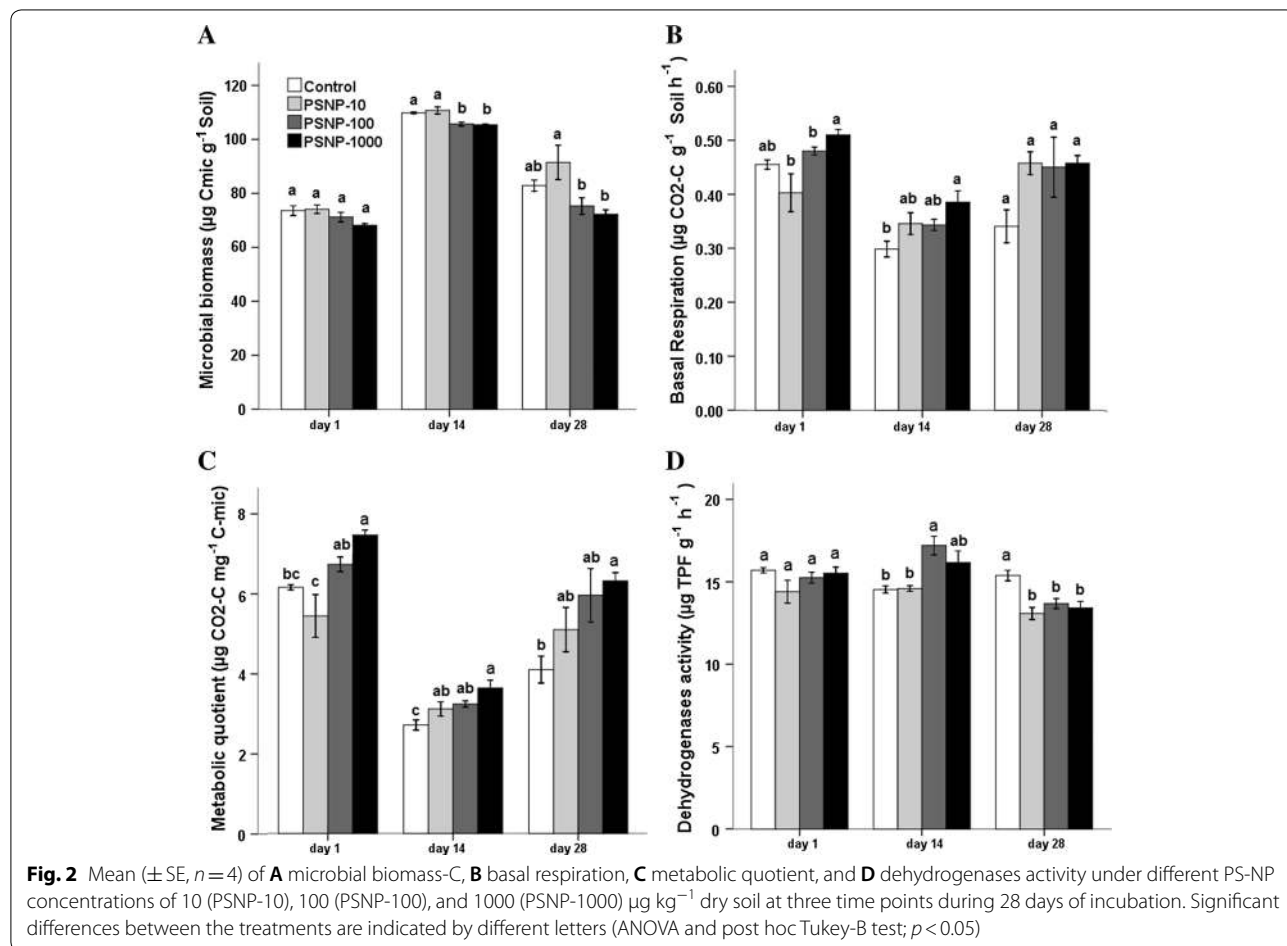 A
Microbial biomass (µg Cmic g⁻¹ Soil)
120
100
80
60
40
20
0
Control
PSNP-10
PSNP-100
PSNP-1000
a a a a
a a b b
ab a b b
day 1 day 14 day 28
B
Basal Respiration (µg CO2-C g⁻¹ Soil h⁻¹)
0.60
0.50
0.40
0.30
0.20
0.10
0.00
ab b b a
b ab ab a
a a a a
day 1 day 14 day 28
C
Metabolic quotient (µg CO2-C mg⁻¹ C-mic)
8
6
4
2
0
bc c ab a
c ab ab a
b ab ab a
day 1 day 14 day 28
D
Dehydrogenases activity (µg TPF g⁻¹ h⁻¹)
20
15
10
5
0
a a a a
b b a ab
a b b b
day 1 day 14 day 28
Fig. 2 Mean (± SE, n = 4) of A microbial biomass-C, B basal respiration, C metabolic quotient, and D dehydrogenases activity under different PS-NP
concentrations of 10 (PSNP-10), 100 (PSNP-100), and 1000 (PSNP-1000) µg kg⁻¹ dry soil at three time points during 28 days of incubation. Significant
differences between the treatments are indicated by different letters (ANOVA and post hoc Tukey-B test; p < 0.05)